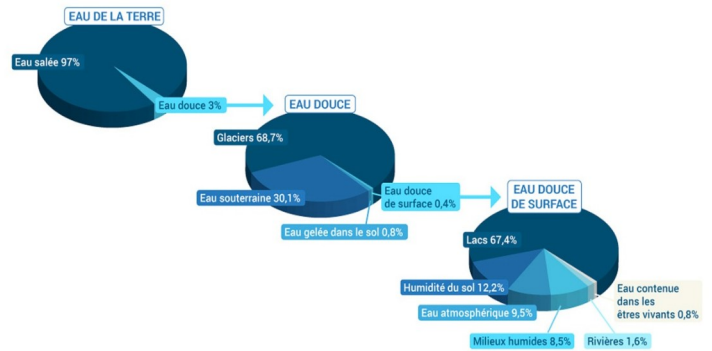 EAU DE LA TERRE
Eau salée 97%
Eau douce 3%
EAU DOUCE
Glaciers 68,7%
Eau souterraine 30,1%
Eau douce
de surface 0,4%
Eau gelée dans le sol 0,8%
EAU DOUCE
DE SURFACE
Lacs 67,4%
Humidité du sol 12,2%
Eau atmosphérique 9,5%
Milieux humides 8,5%
Rivières 1,6%
Eau contenue
dans les
êtres vivants 0,8%